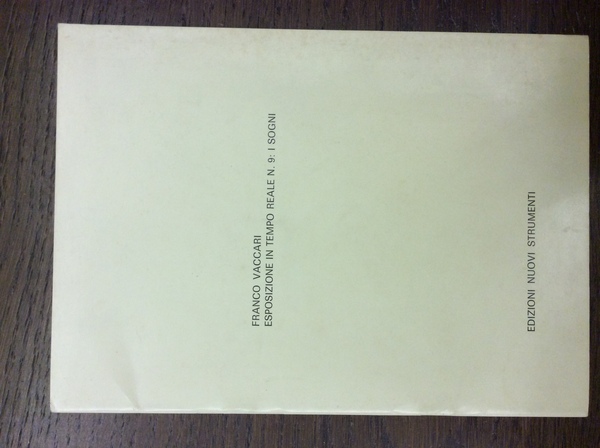 FRANCO VACCARI
ESPOSIZIONE IN TEMPO REALE N. 9: I SOGNI
EDIZIONI NUOVI STRUMENTI